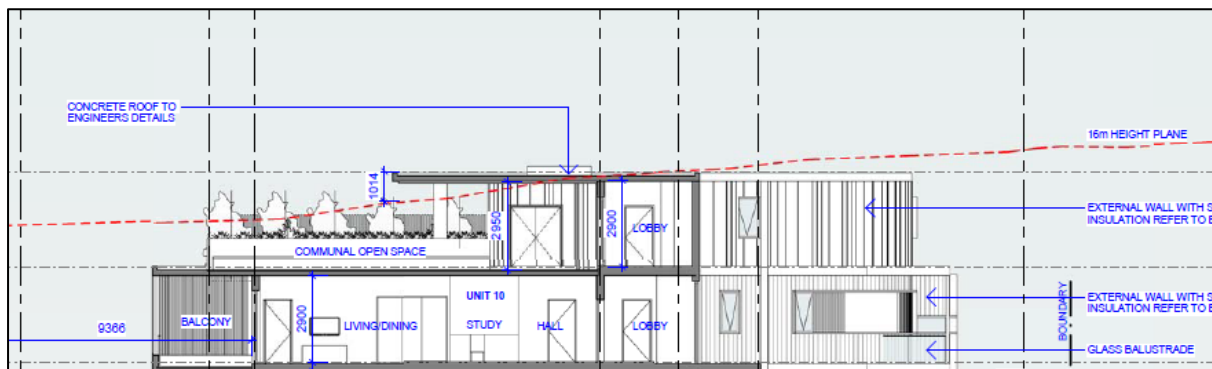 CONCRETE ROOF TO
ENGINEERS DETAILS
16m HEIGHT PLANE
1014
2950
2900
LOBBY
EXTERNAL WALL WITH S
INSULATION REFER TO B
COMMUNAL OPEN SPACE
UNIT 10
BALCONY
2900
LIVING/DINING
STUDY
HALL
LOBBY
9366
BOUNDARY
EXTERNAL WALL WITH S
INSULATION REFER TO B
GLASS BALUSTRADE